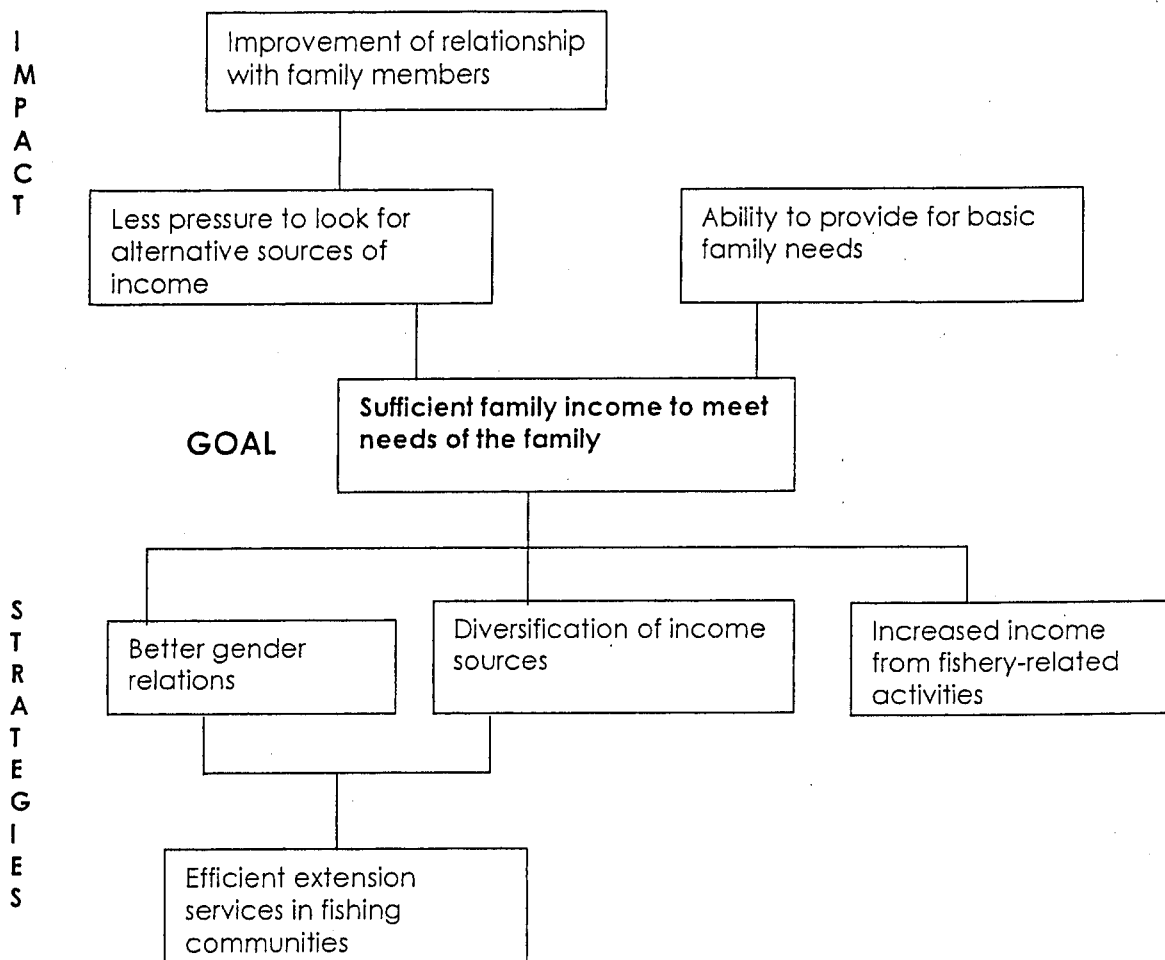 IMPACT
Improvement of relationship
with family members
Less pressure to look for
alternative sources of
income
Ability to provide for basic
family needs
GOAL
Sufficient family income to meet
needs of the family
STRATEGIES
Better gender
relations
Diversification of income
sources
Increased income
from fishery-related
activities
Efficient extension
services in fishing
communities